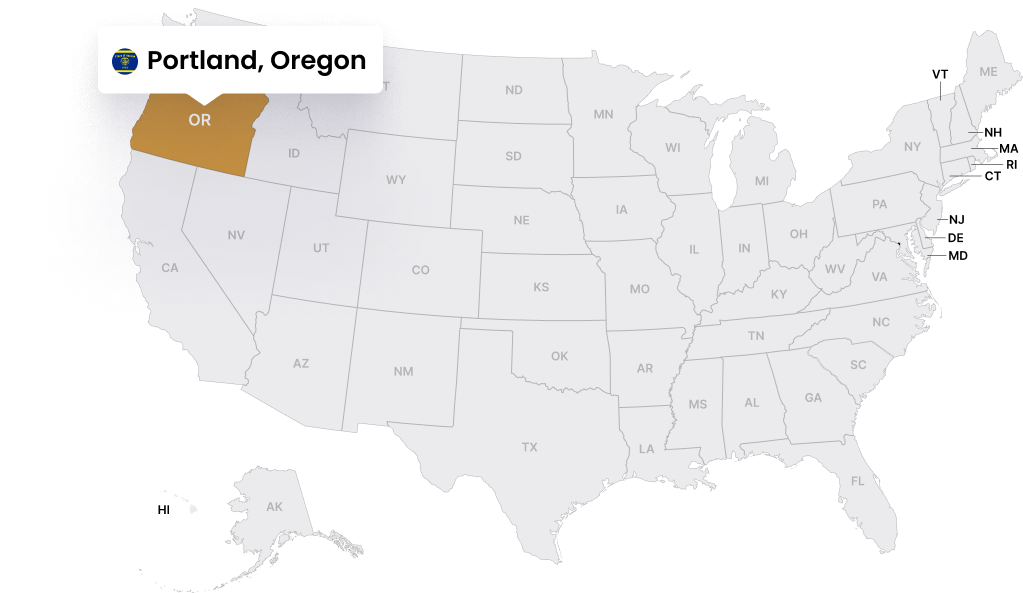 Portland, Oregon
OR
ID
WY
NV
UT
CA
CO
AZ
NM
ND
SD
NE
KS
OK
TX
MN
IA
MO
AR
LA
WI
IL
MI
IN
OH
KY
TN
MS
AL
GA
FL
SC
NC
VA
WV
PA
NY
ME
VT
NH
MA
RI
CT
NJ
DE
MD
HI
AK